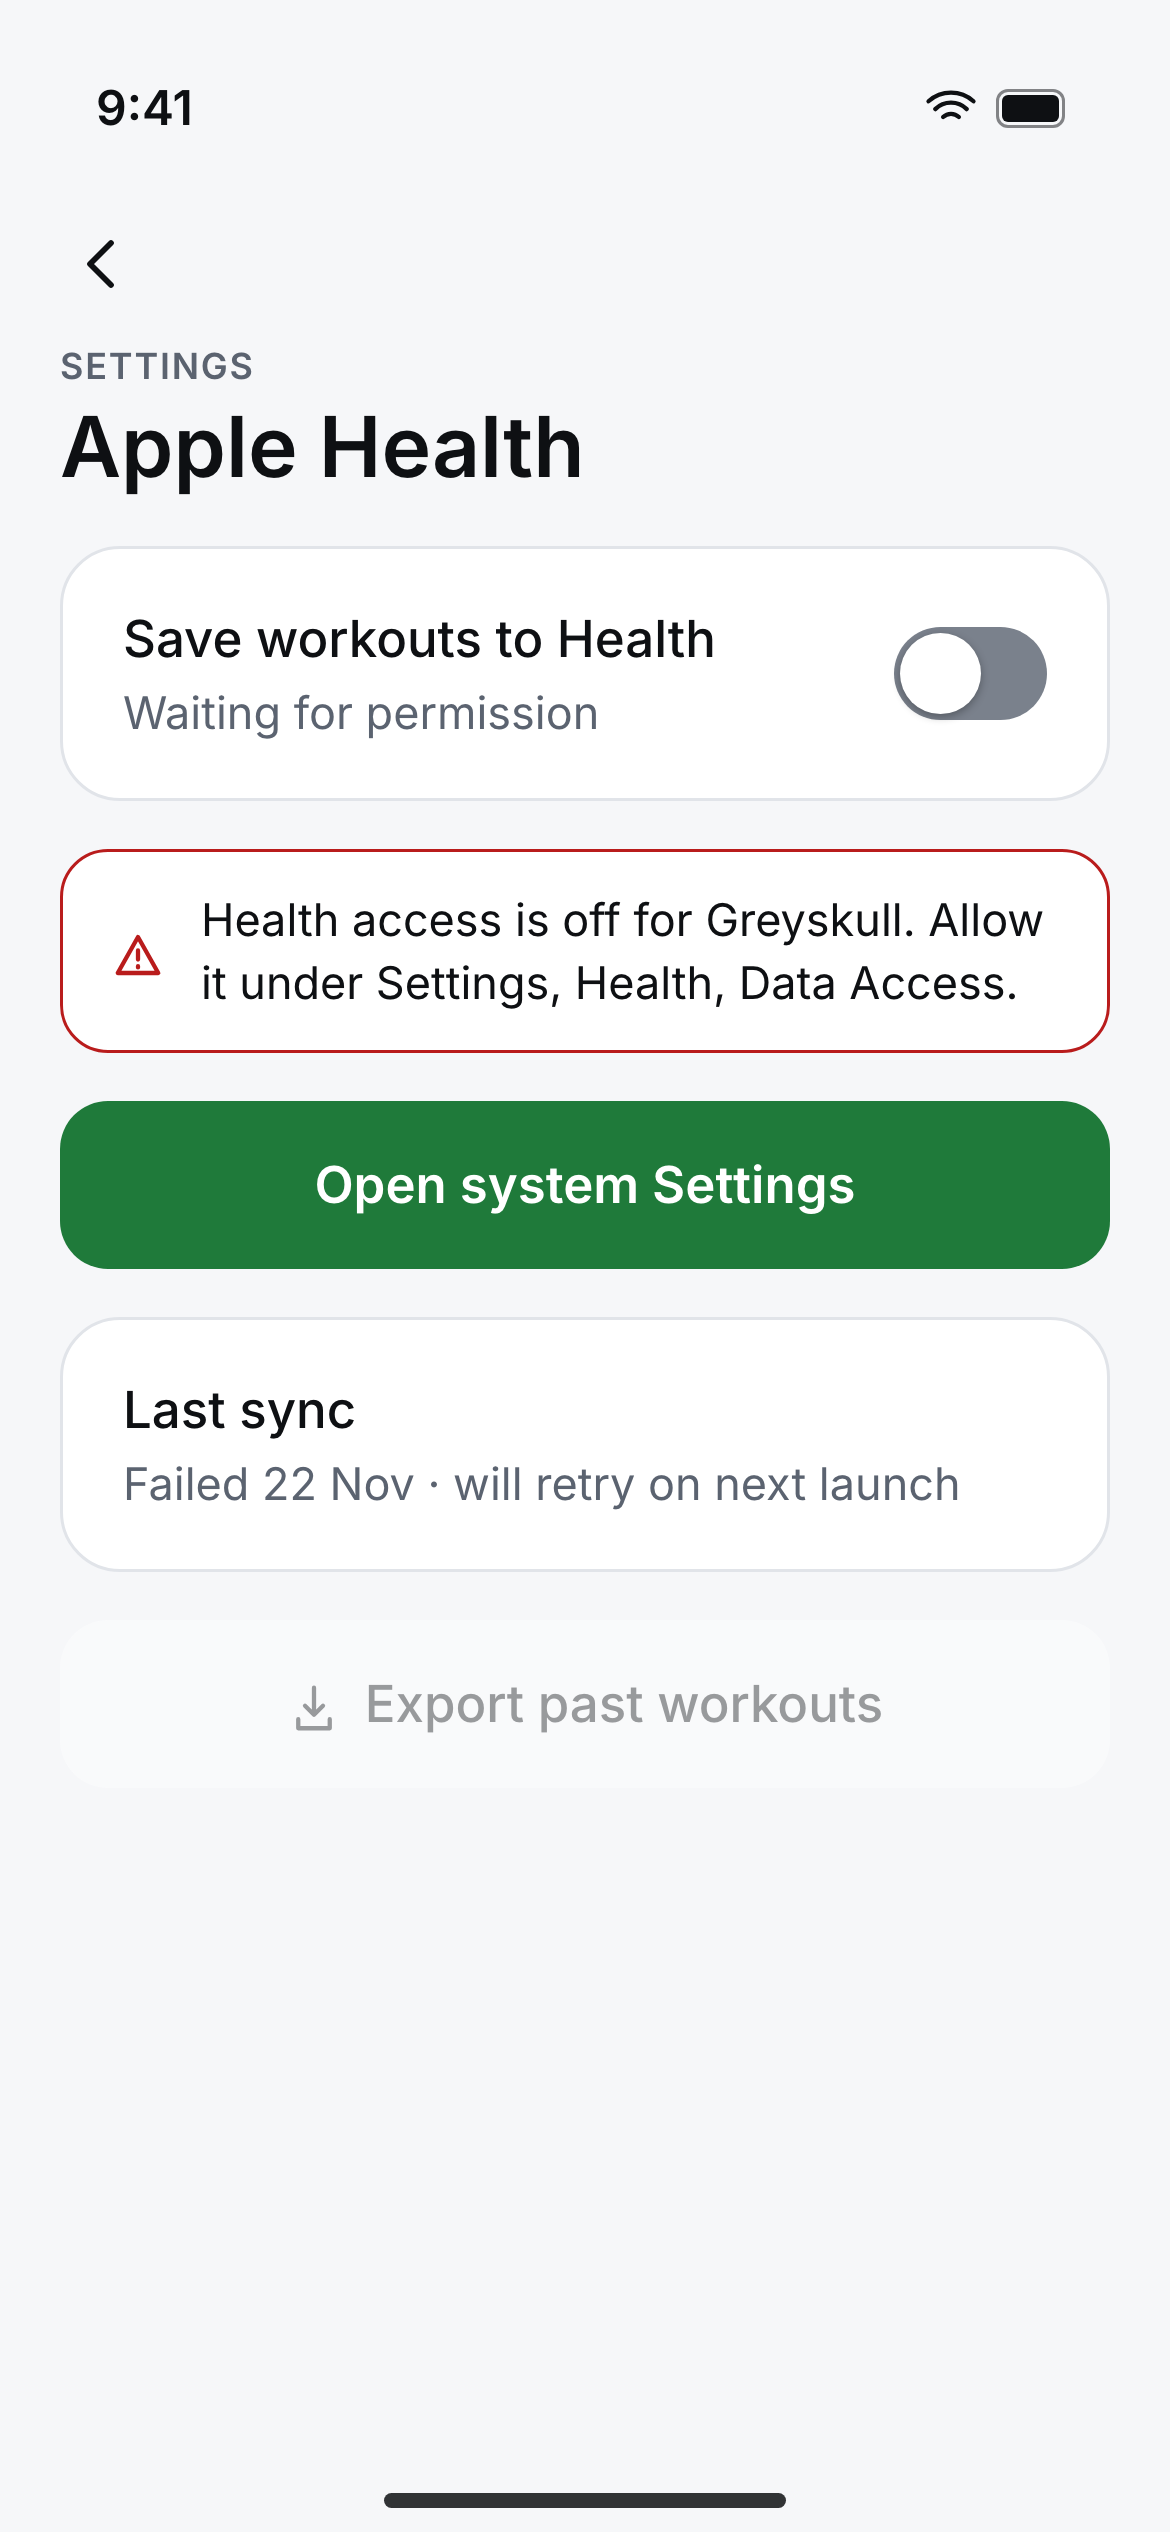 9:41
SETTINGS
Apple Health
Save workouts to Health
Waiting for permission
Health access is off for Greyskull. Allow
it under Settings, Health, Data Access.
Open system Settings
Last sync
Failed 22 Nov · will retry on next launch
Export past workouts